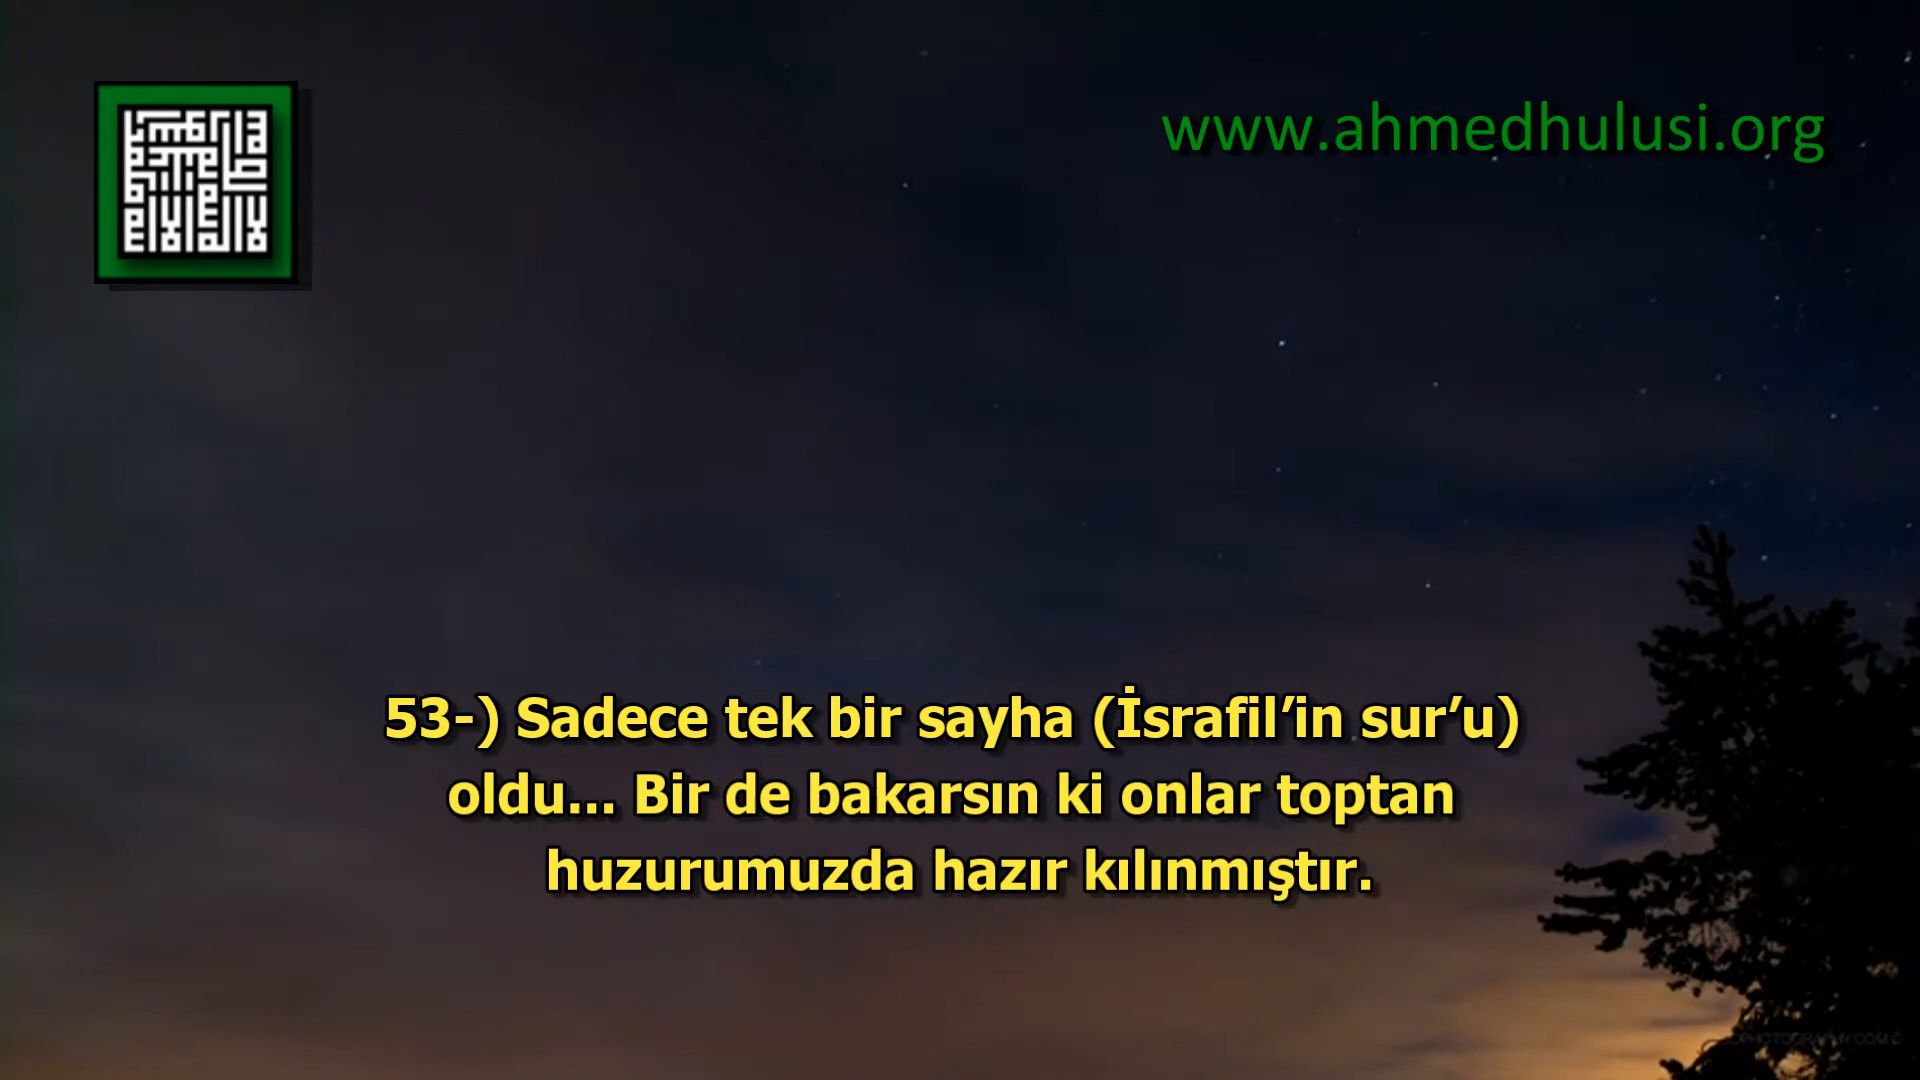 www.ahmedhulusi.org
53-) Sadece tek bir sayha (İsrafil’in sur’u)
oldu... Bir de bakarsın ki onlar toptan
huzurumuzda hazır kılınmıştır.